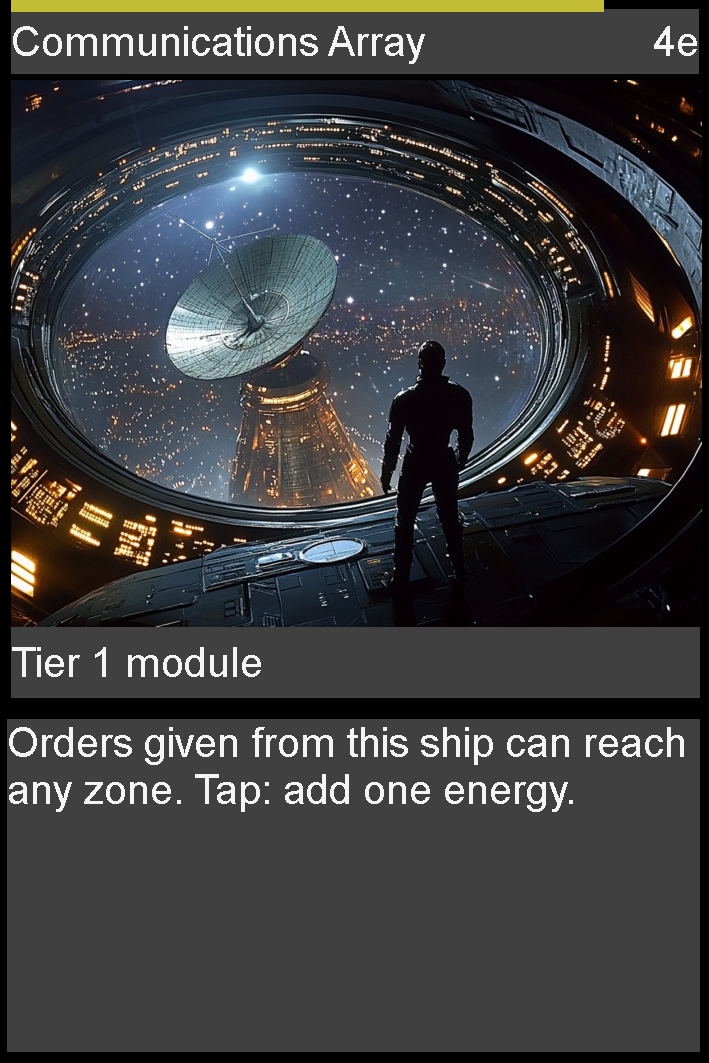 Communications Array 4e
Tier 1 module
Orders given from this ship can reach
any zone. Tap: add one energy.